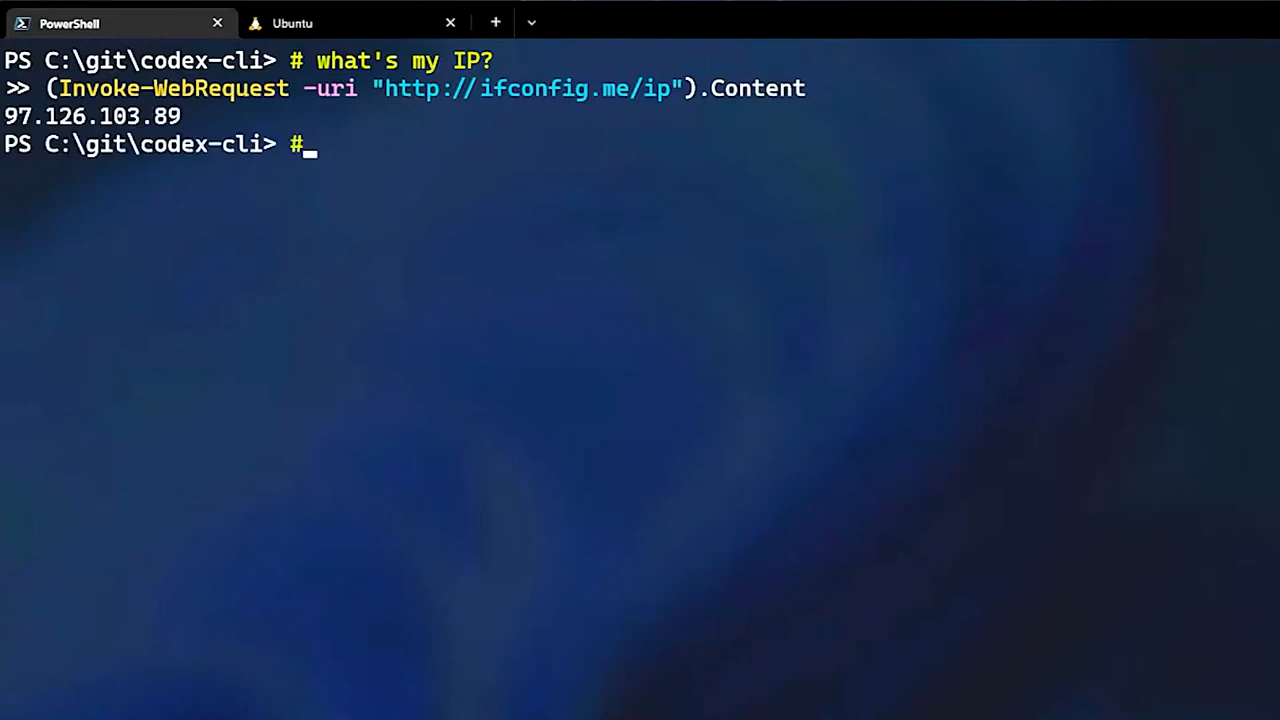 PowerShell
Ubuntu
PS C:\git\codex-cli> # what's my IP?
>> (Invoke-WebRequest -uri "http://ifconfig.me/ip").Content
97.126.103.89
PS C:\git\codex-cli> #_